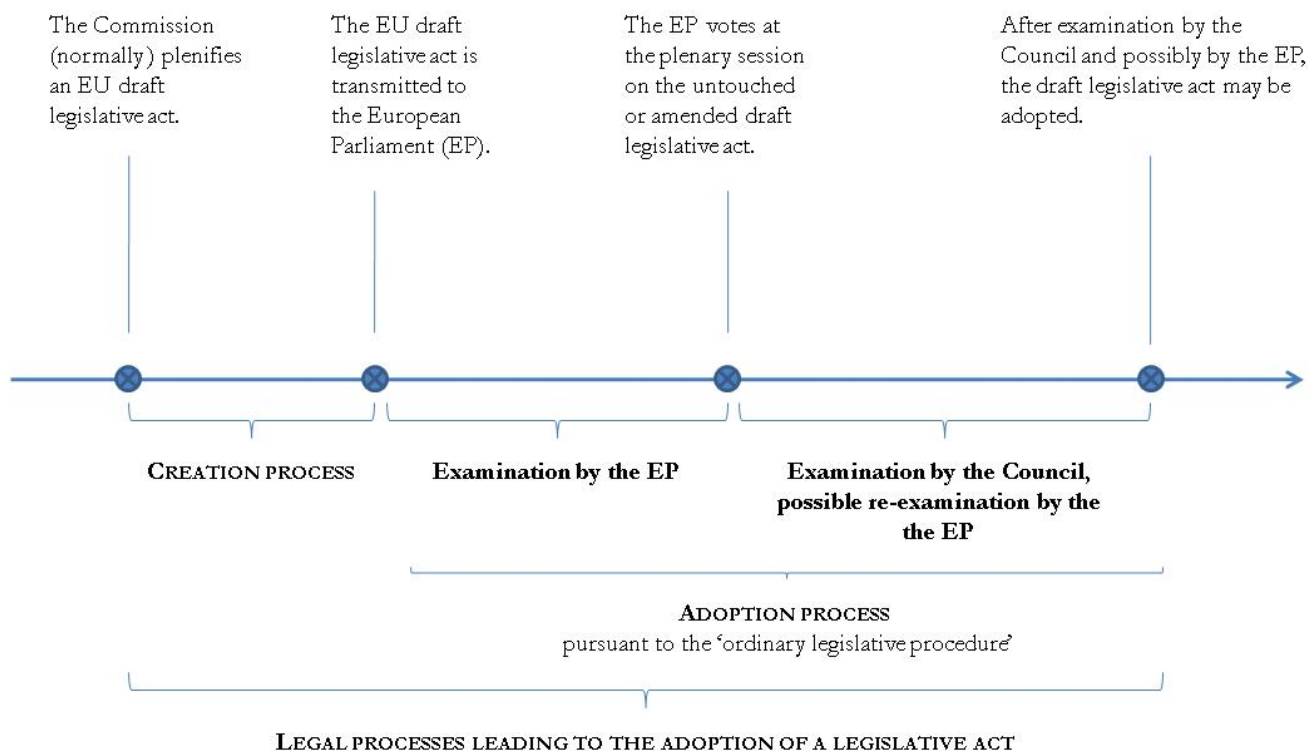 The Commission
(normally) plenifies
an EU draft
legislative act.
The EU draft
legislative act is
transmitted to
the European
Parliament (EP).
The EP votes at
the plenary session
on the untouched
or amended draft
legislative act.
After examination by the
Council and possibly by the EP,
the draft legislative act may be
adopted.
CREATION PROCESS
Examination by the EP
Examination by the Council,
possible re-examination by the
the EP
ADOPTION PROCESS
pursuant to the ‘ordinary legislative procedure’
LEGAL PROCESSES LEADING TO THE ADOPTION OF A LEGISLATIVE ACT